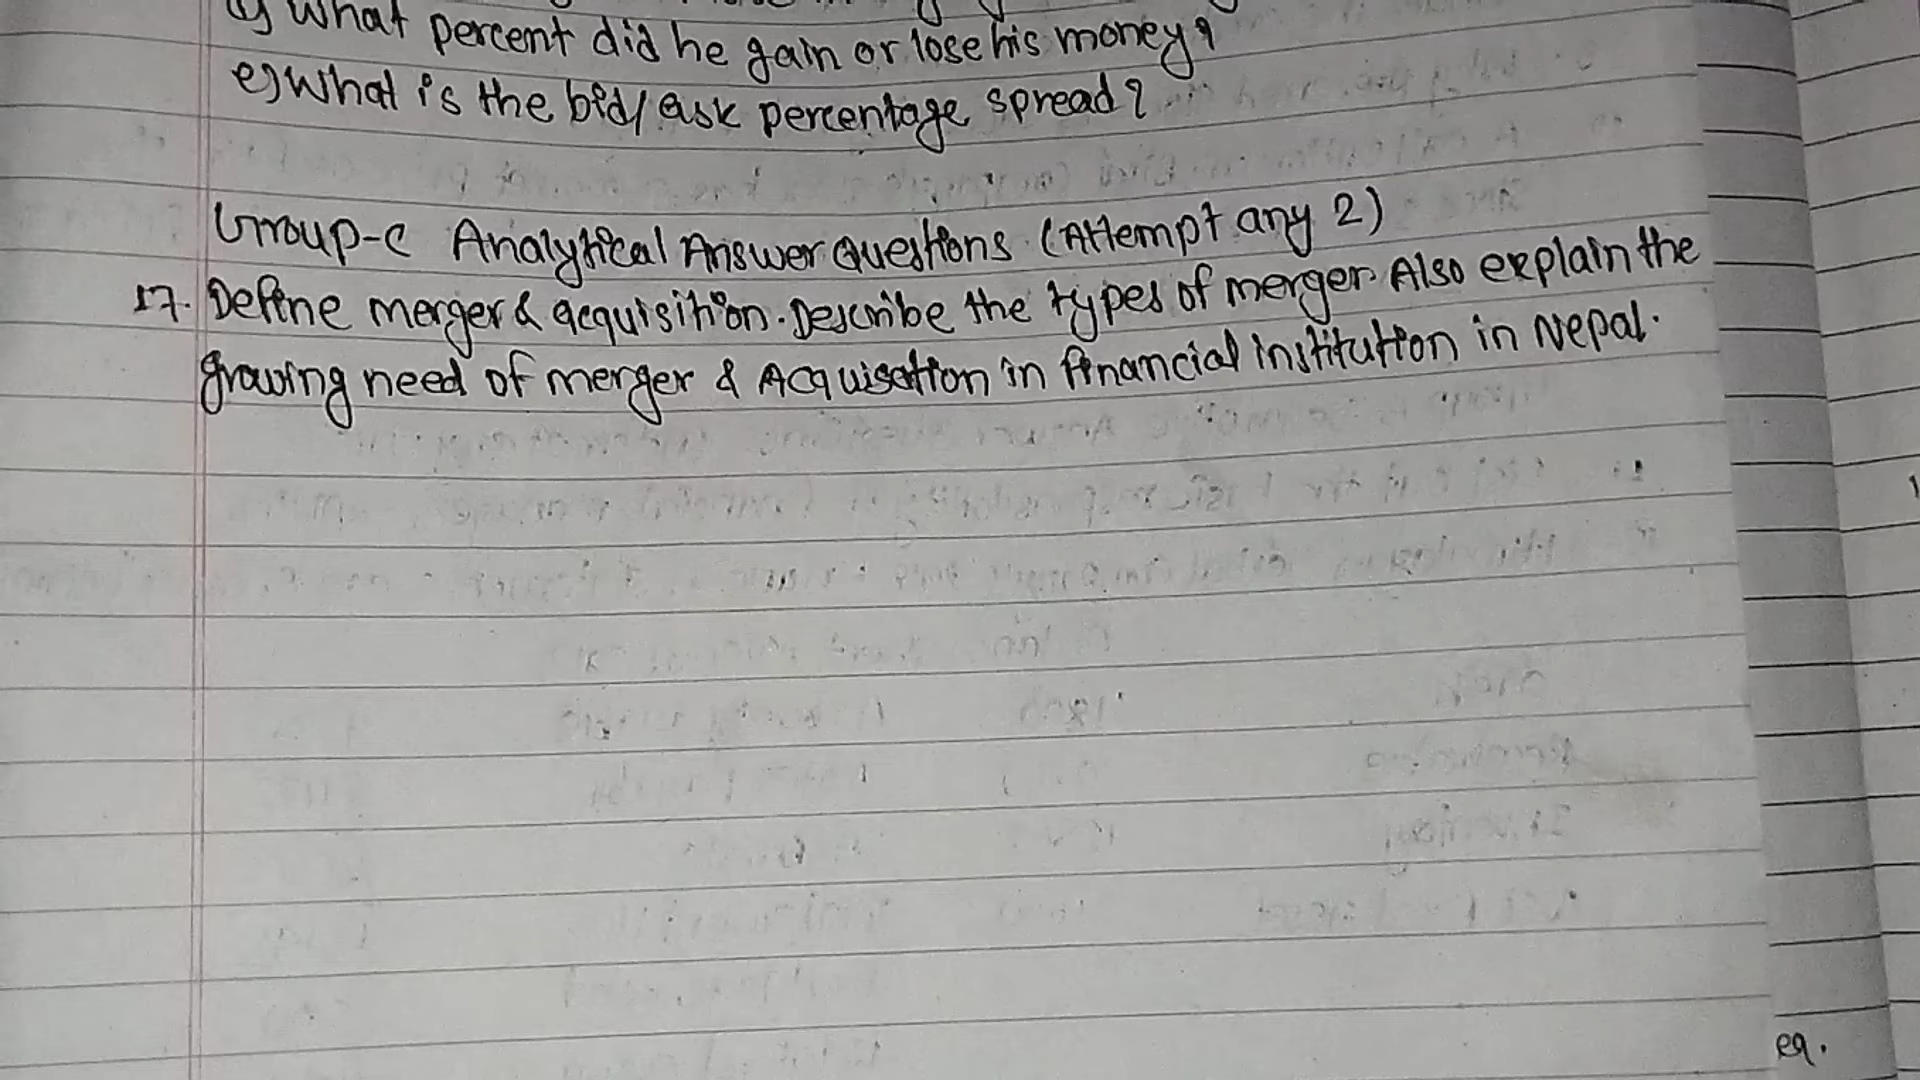 d) What percent did he gain or lose his money?
e) What is the bid/ask percentage spread?
Group-C Analytical Answer Questions (Attempt any 2)
17. Define merger & acquisition. Describe the types of merger. Also explain the
growing need of merger & Acquisation in financial institution in Nepal.
eq.